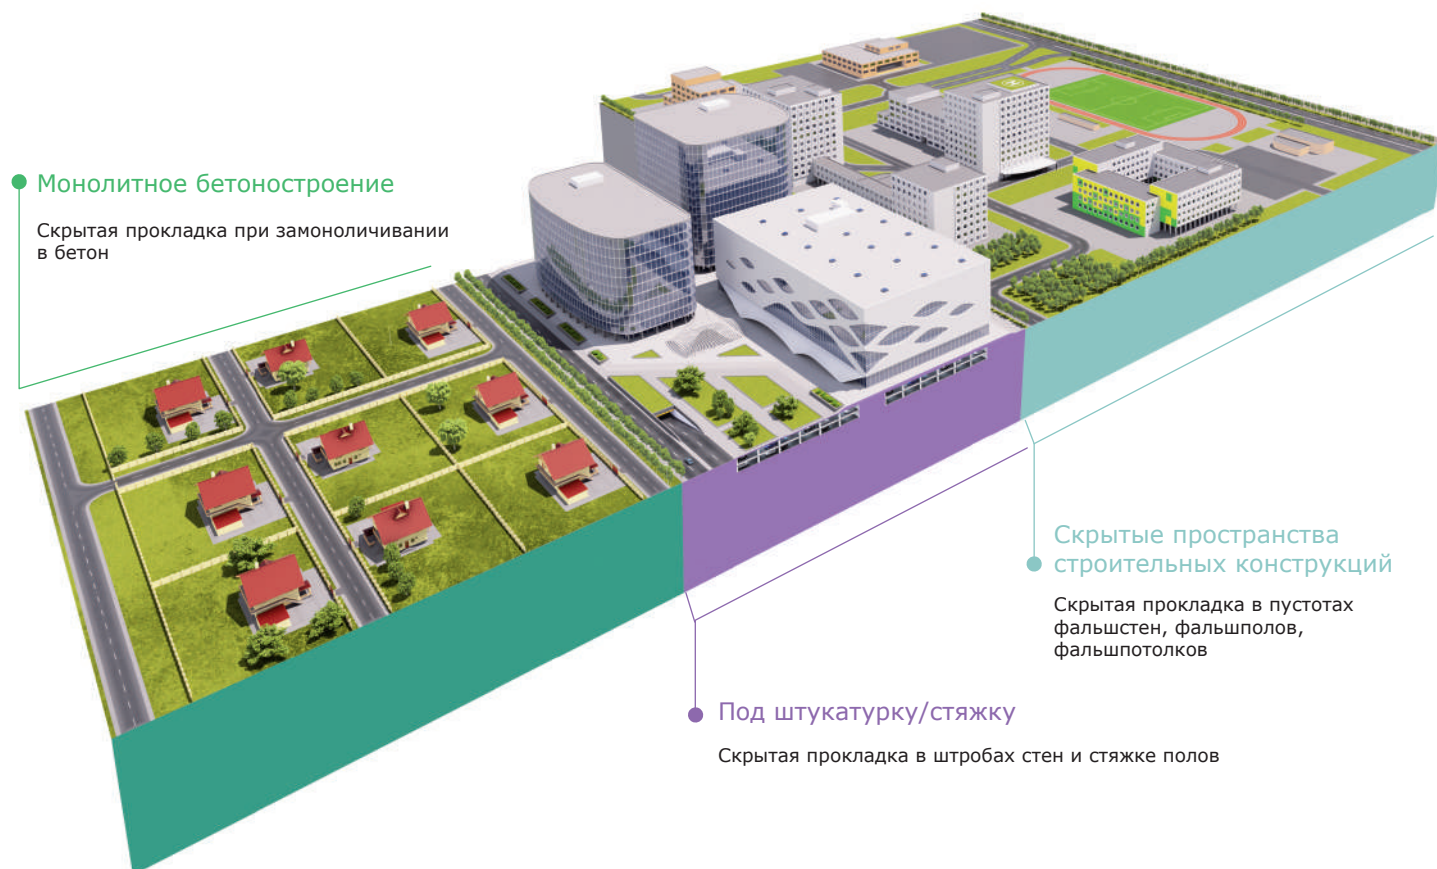 Монолитное бетоностроение
Скрытая прокладка при замоноличивании
в бетон
Скрытые пространства
строительных конструкций
Скрытая прокладка в пустотах
фальшстен, фальшполов,
фальшпотолков
Под штукатурку/стяжку
Скрытая прокладка в штробах стен и стяжке полов